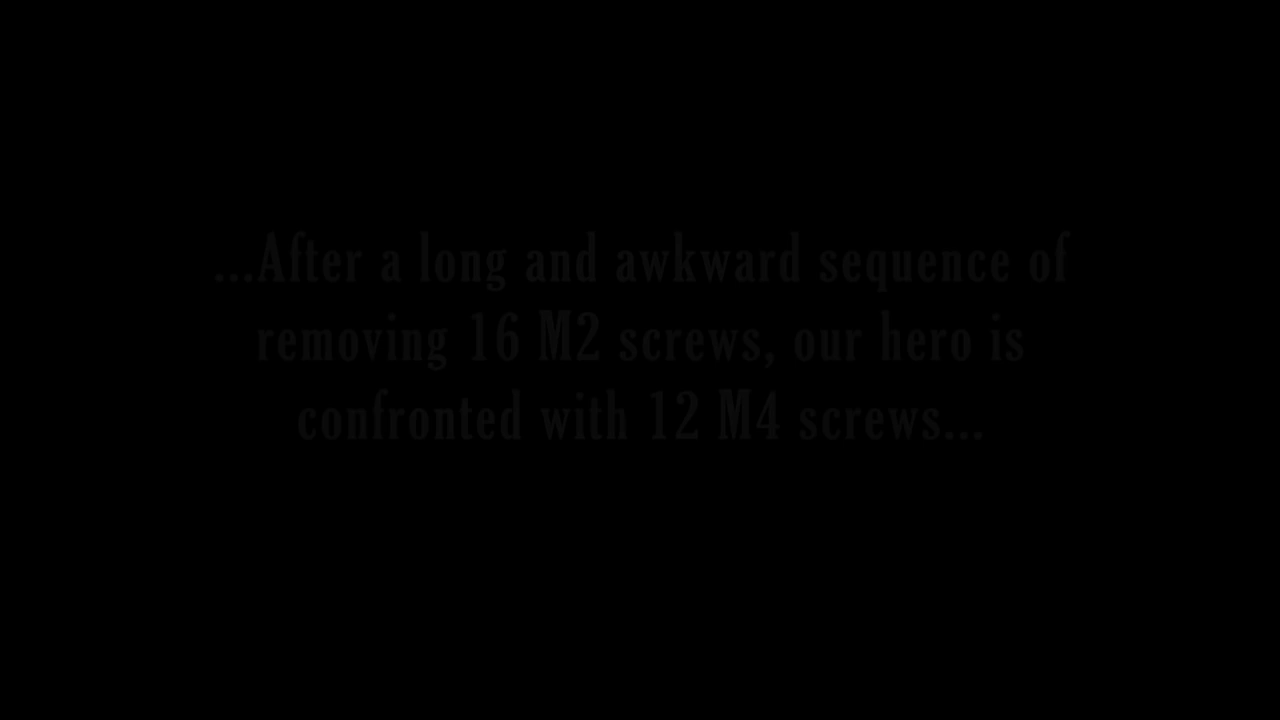 ...After a long and awkward sequence of
removing 16 M2 screws, our hero is
confronted with 12 M4 screws...